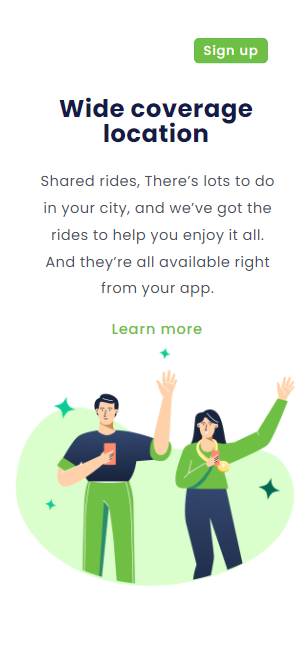 Sign up
Wide coverage
location
Shared rides, There’s lots to do
in your city, and we’ve got the
rides to help you enjoy it all.
And they’re all available right
from your app.
Learn more